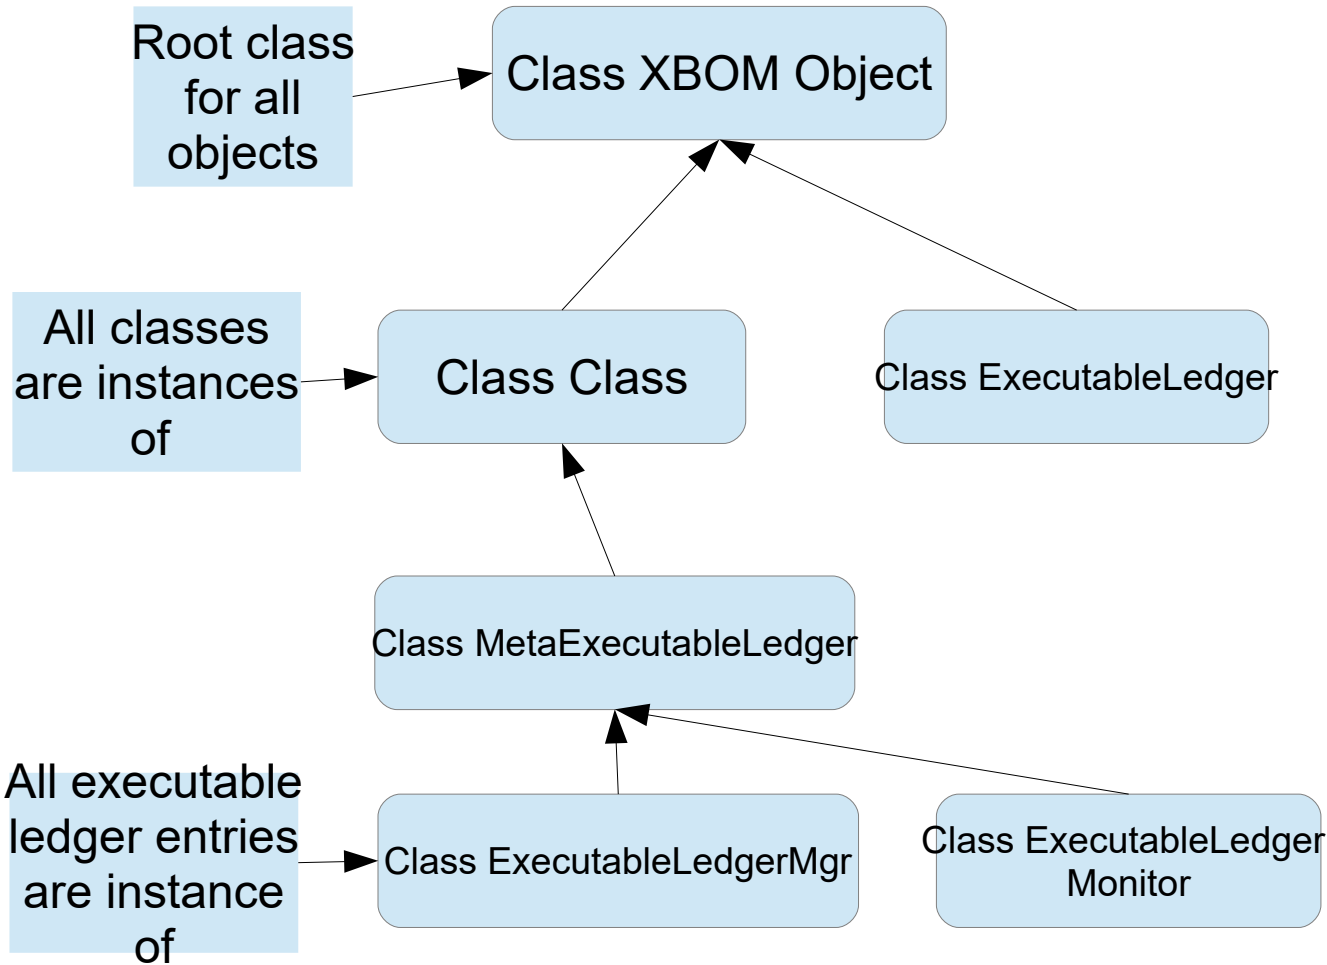 Root class
for all
objects
Class XBOM Object
All classes
are instances
of
Class Class
Class ExecutableLedger
Class MetaExecutableLedger
All executable
ledger entries
are instance
of
Class ExecutableLedgerMgr
Class ExecutableLedger
Monitor